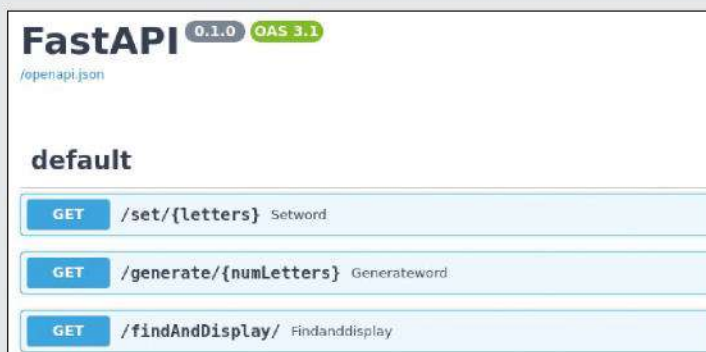 FastAPI 0.1.0 OAS 3.1
/openapi.json
default
GET /set/{letters} Setword
GET /generate/{numLetters} Generateword
GET /findAndDisplay/ Findanddisplay